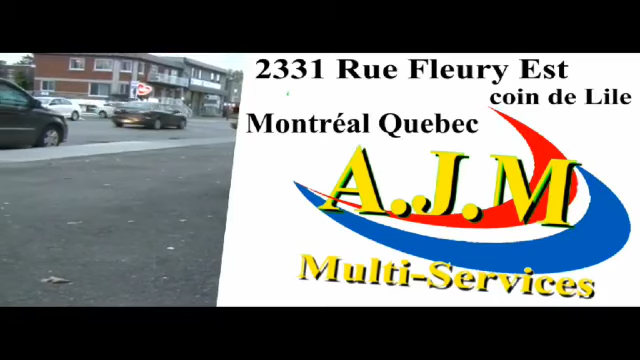 2331 Rue Fleury Est
coin de Lile
Montréal Quebec
A.J.M
Multi-Services